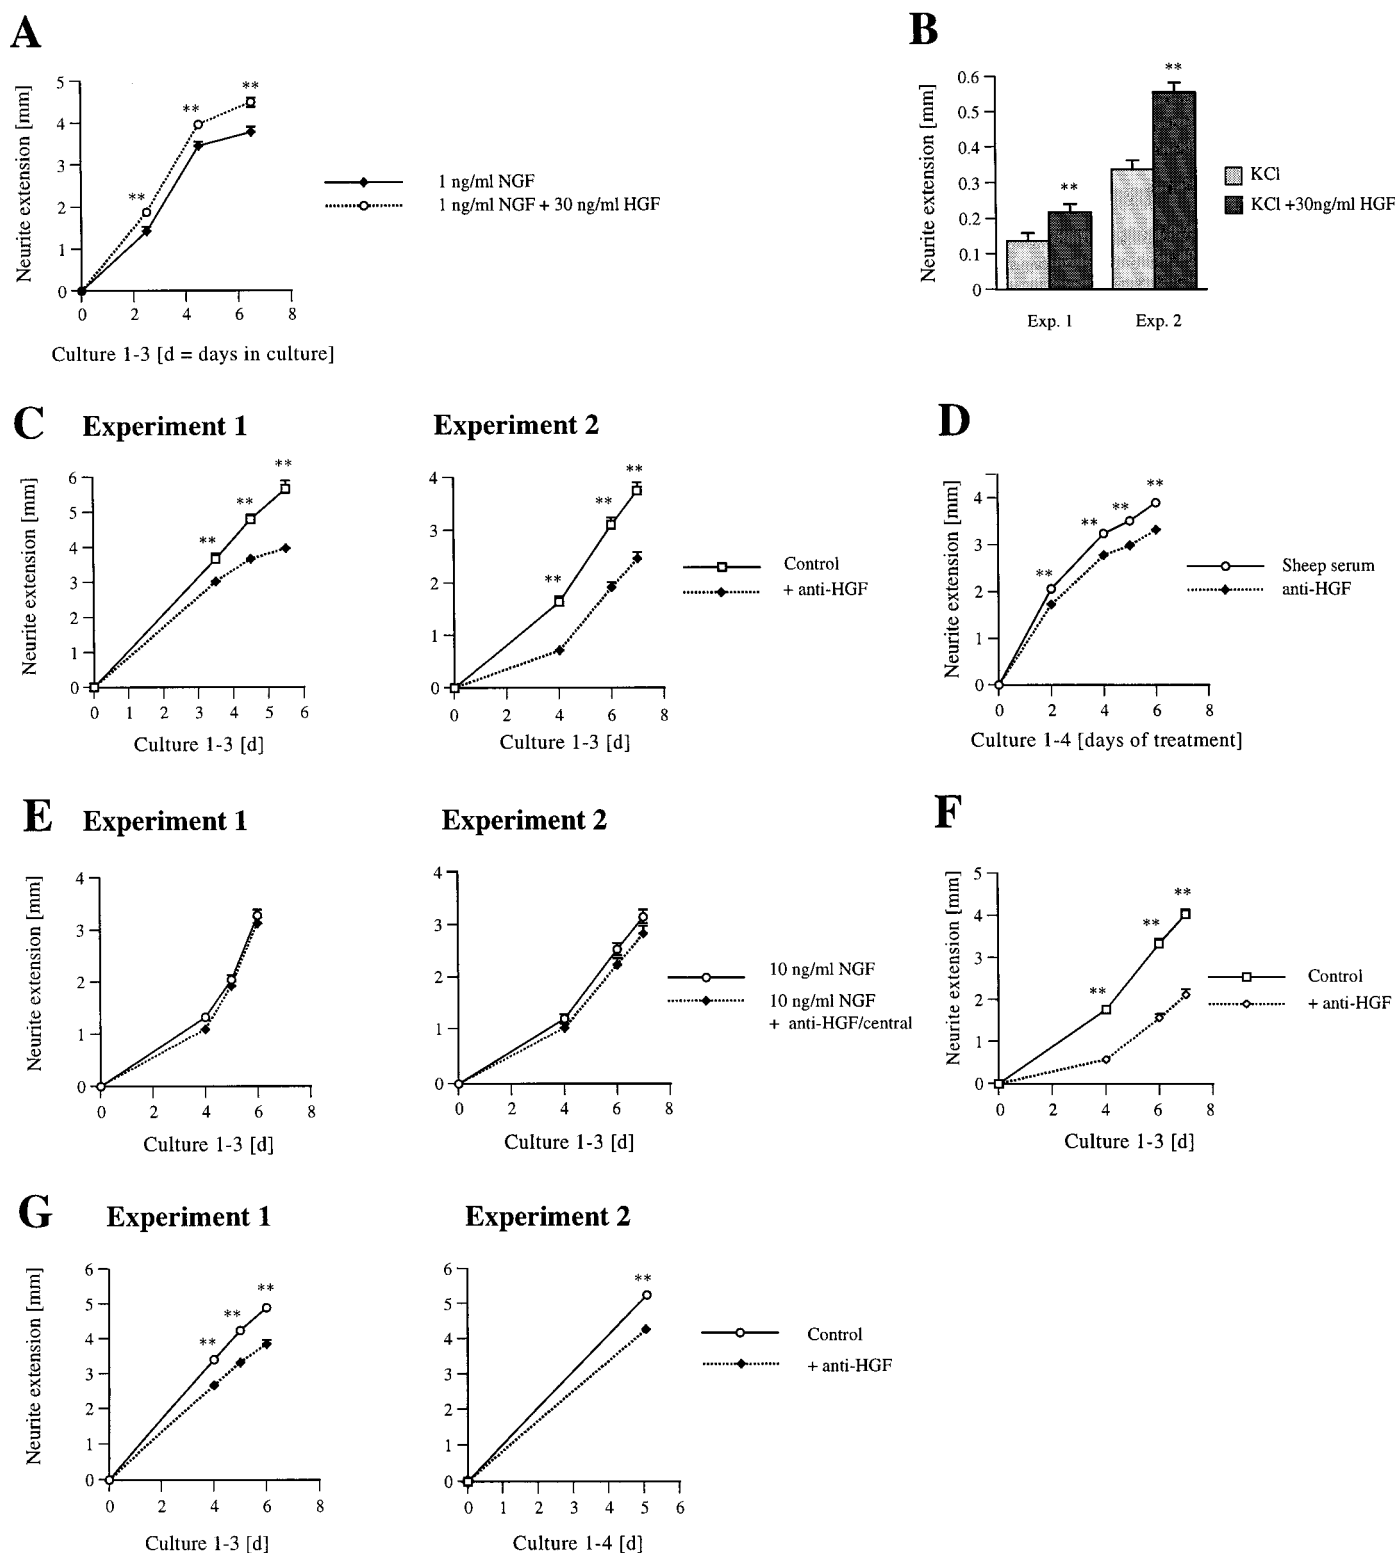 A
Neurite extension [mm]
5
4
3
2
1
0
** ** **
0 2 4 6 8
Culture 1-3 [d = days in culture]
1 ng/ml NGF
1 ng/ml NGF + 30 ng/ml HGF
B
Neurite extension [mm]
0.6
0.5
0.4
0.3
0.2
0.1
0
** **
Exp. 1 Exp. 2
KCl
KCl +30ng/ml HGF
C
Experiment 1
Neurite extension [mm]
6
5
4
3
2
1
0
** ** **
0 1 2 3 4 5 6
Culture 1-3 [d]
Experiment 2
4
3
2
1
0
** ** **
0 2 4 6 8
Culture 1-3 [d]
Control
+ anti-HGF
D
Neurite extension [mm]
4
3
2
1
0
** ** ** **
0 2 4 6 8
Culture 1-4 [days of treatment]
Sheep serum
anti-HGF
E
Experiment 1
Neurite extension [mm]
4
3
2
1
0
0 2 4 6 8
Culture 1-3 [d]
Experiment 2
4
3
2
1
0
0 2 4 6 8
Culture 1-3 [d]
10 ng/ml NGF
10 ng/ml NGF
+ anti-HGF/central
F
Neurite extension [mm]
5
4
3
2
1
0
** ** **
0 2 4 6 8
Culture 1-3 [d]
Control
+ anti-HGF
G
Experiment 1
Neurite extension [mm]
6
5
4
3
2
1
0
** ** **
0 2 4 6 8
Culture 1-3 [d]
Experiment 2
6
5
4
3
2
1
0
**
0 1 2 3 4 5 6
Culture 1-4 [d]
Control
+ anti-HGF